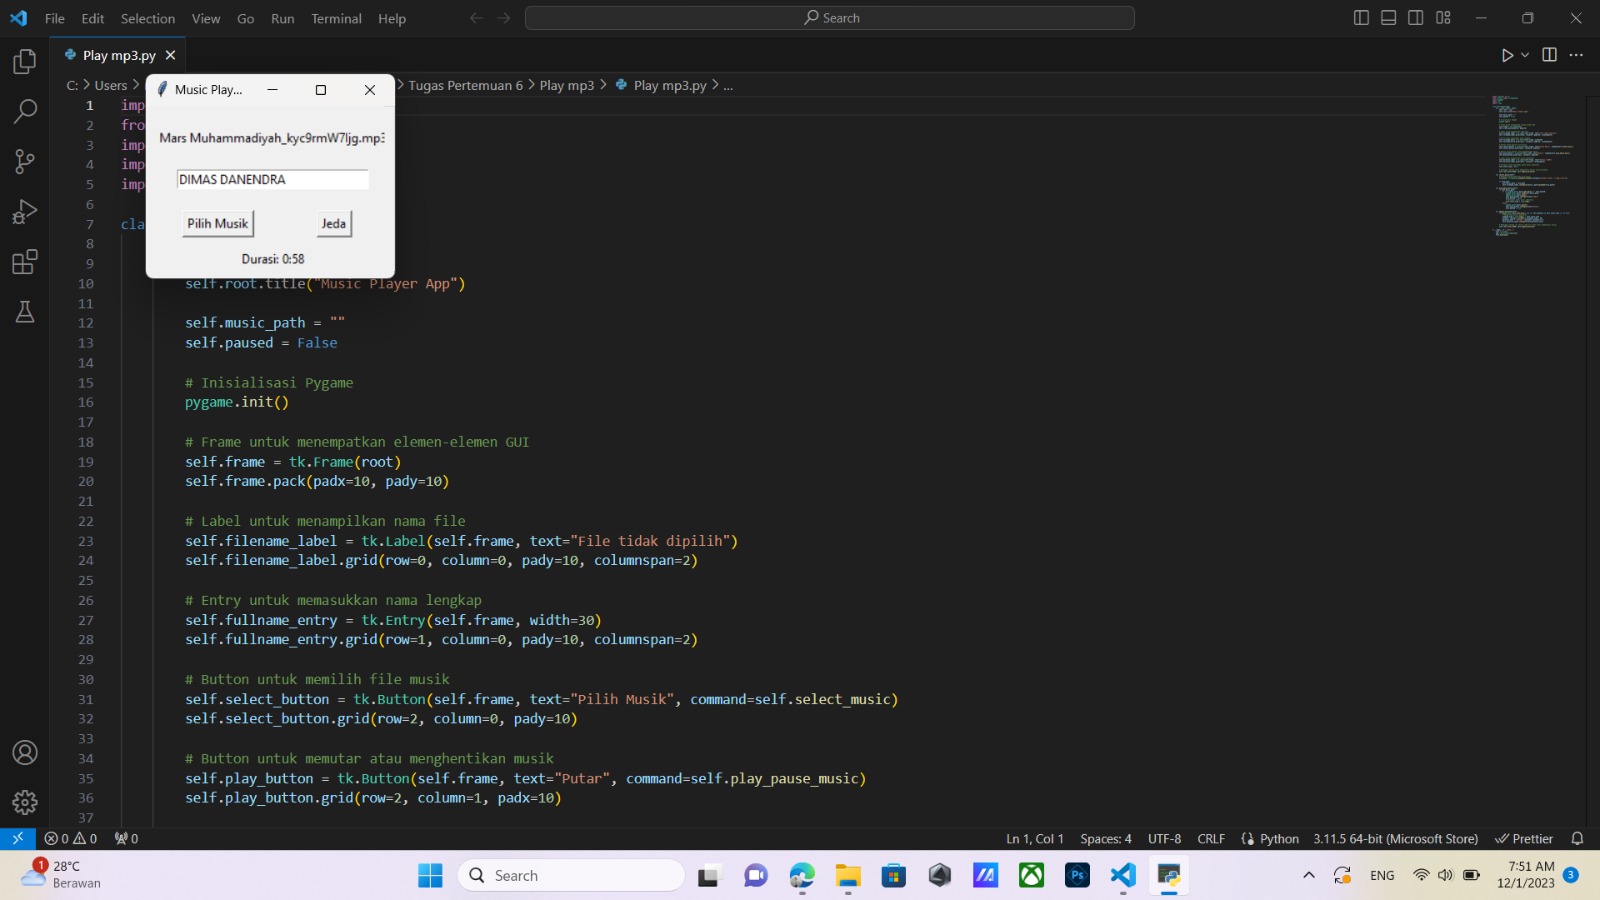 File Edit Selection View Go Run Terminal Help
Search
Play mp3.py
C: > Users > > Tugas Pertemuan 6 > Play mp3 > Play mp3.py > ...
Music Play...
Mars Muhammadiyah_kyc9rmW7ljg.mp3
DIMAS DANENDRA
Pilih Musik Jeda
Durasi: 0:58
1 imp
2 fro
3 imp
4 imp
5 imp
6
7 cla
8
9
10 self.root.title("Music Player App")
11
12 self.music_path = ""
13 self.paused = False
14
15 # Inisialisasi Pygame
16 pygame.init()
17
18 # Frame untuk menempatkan elemen-elemen GUI
19 self.frame = tk.Frame(root)
20 self.frame.pack(padx=10, pady=10)
21
22 # Label untuk menampilkan nama file
23 self.filename_label = tk.Label(self.frame, text="File tidak dipilih")
24 self.filename_label.grid(row=0, column=0, pady=10, columnspan=2)
25
26 # Entry untuk memasukkan nama lengkap
27 self.fullname_entry = tk.Entry(self.frame, width=30)
28 self.fullname_entry.grid(row=1, column=0, pady=10, columnspan=2)
29
30 # Button untuk memilih file musik
31 self.select_button = tk.Button(self.frame, text="Pilih Musik", command=self.select_music)
32 self.select_button.grid(row=2, column=0, pady=10)
33
34 # Button untuk memutar atau menghentikan musik
35 self.play_button = tk.Button(self.frame, text="Putar", command=self.play_pause_music)
36 self.play_button.grid(row=2, column=1, padx=10)
37
0 0 0 Ln 1, Col 1 Spaces: 4 UTF-8 CRLF Python 3.11.5 64-bit (Microsoft Store) Prettier
1 28°C
Berawan
Search
Ps
ENG
7:51 AM
12/1/2023
3